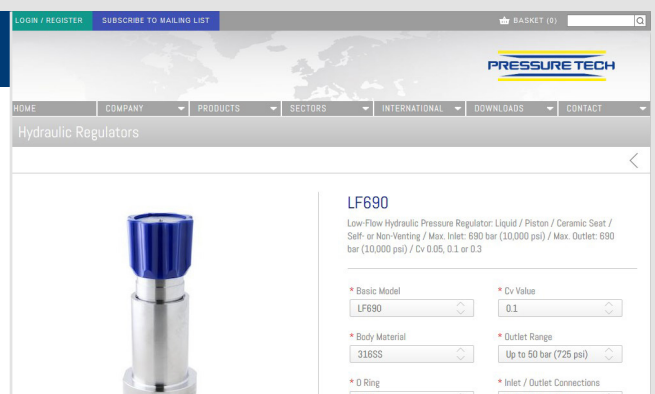 LOGIN / REGISTER
SUBSCRIBE TO MAILING LIST
BASKET (0)
PRESSURE TECH
HOME
COMPANY
PRODUCTS
SECTORS
INTERNATIONAL
DOWNLOADS
CONTACT
Hydraulic Regulators
LF690
Low-Flow Hydraulic Pressure Regulator: Liquid / Piston / Ceramic Seat /
Self- or Non-Venting / Max. Inlet: 690 bar (10,000 psi) / Max. Outlet: 690
bar (10,000 psi) / Cv 0.05, 0.1 or 0.3
* Basic Model
* Cv Value
LF690
0.1
* Body Material
* Outlet Range
316SS
Up to 50 bar (725 psi)
* O Ring
* Inlet / Outlet Connections